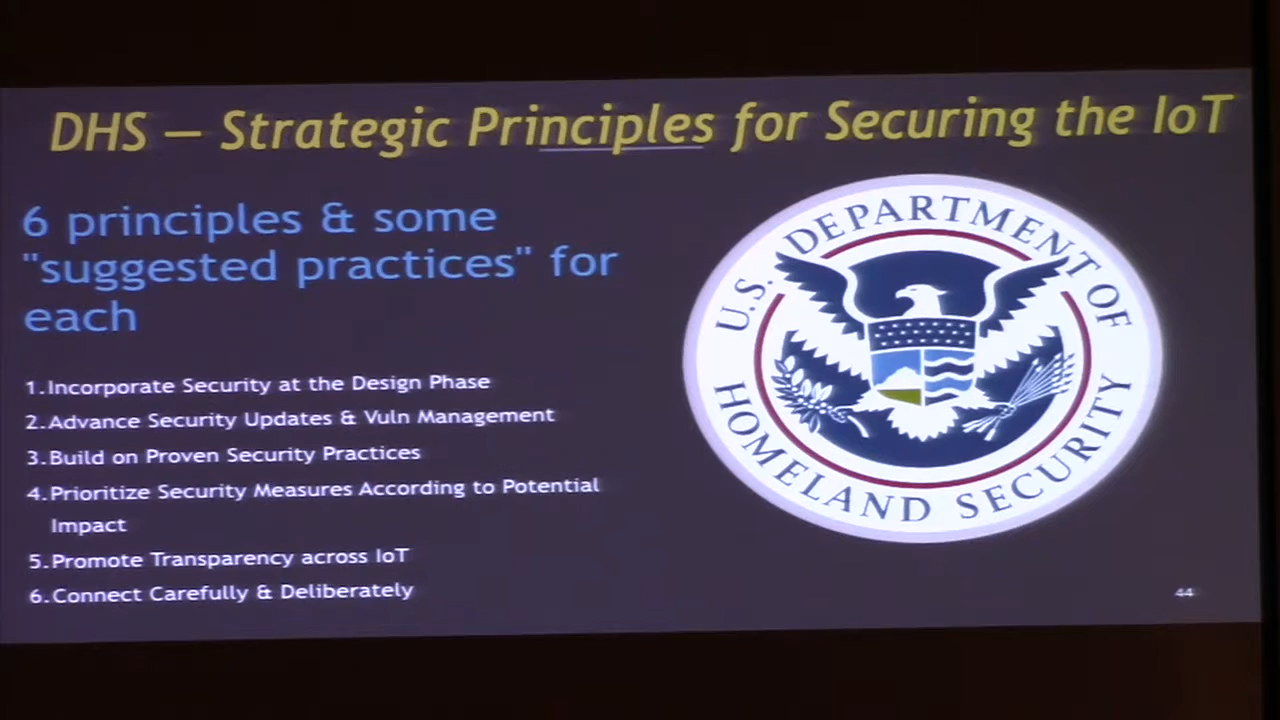 DHS — Strategic Principles for Securing the IoT
6 principles & some
"suggested practices" for
each
1.Incorporate Security at the Design Phase
2.Advance Security Updates & Vuln Management
3.Build on Proven Security Practices
4.Prioritize Security Measures According to Potential
Impact
5.Promote Transparency across IoT
6.Connect Carefully & Deliberately
U.S. DEPARTMENT OF
HOMELAND SECURITY
44